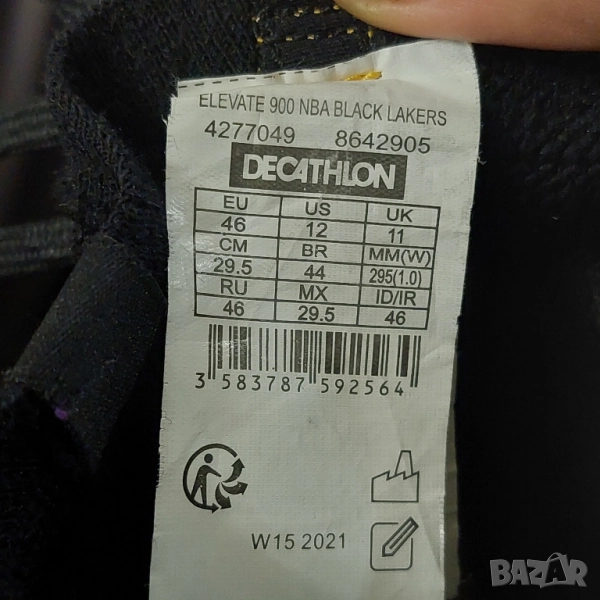 ELEVATE 900 NBA BLACK LAKERS
4277049 8642905
DECATHLON
EU US UK
46 12 11
CM BR MM(W)
29.5 44 295(1.0)
RU MX ID/IR
46 29.5 46
3 583787 592564
W15 2021
BAZAR